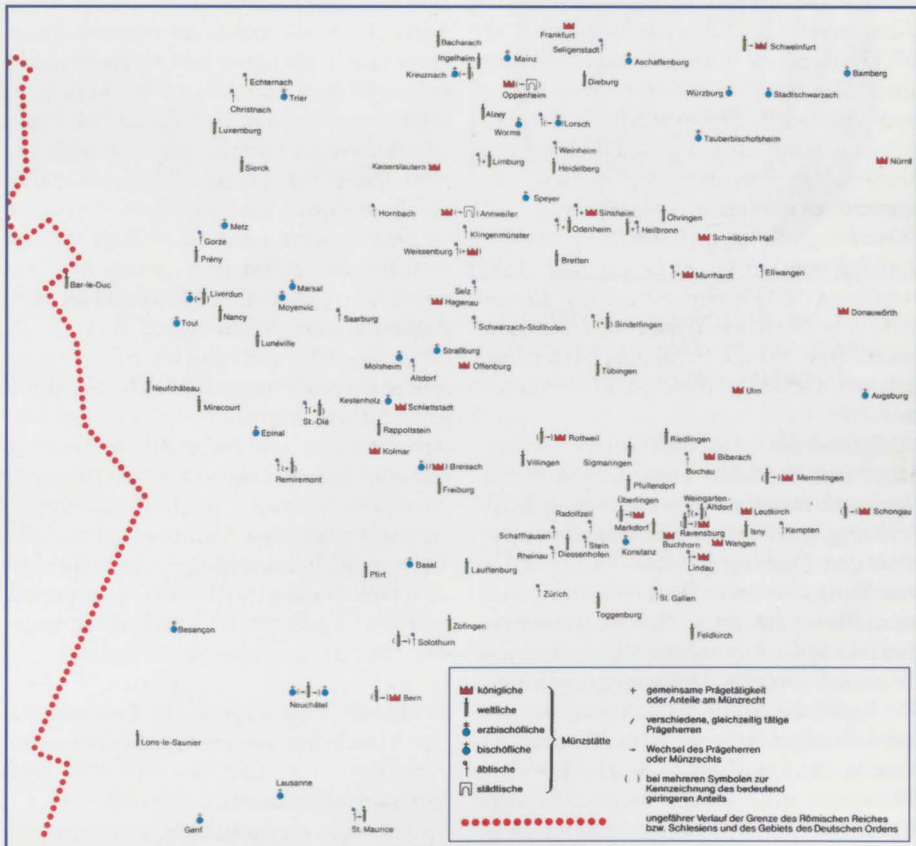 Frankfurt
Bacharach
Seligenstadt
Schweinfurt
Ingelheim
Mainz
Aschaffenburg
Kreuznach
Bamberg
Echternach
Dieburg
Trier
Oppenheim
Würzburg
Stadtschwarzach
Christnach
Alzey
Lorsch
Luxemburg
Worms
Tauberbischofsheim
Weinheim
Kaiserslautern
Limburg
Heidelberg
Nürnl
Sierck
Speyer
Hornbach
Annweiler
Sinsheim
Öhringen
Metz
Odenheim
Heilbronn
Klingenmünster
Schwäbisch Hall
Gorze
Weissenburg
Prény
Bretten
Murrhardt
Ellwangen
Bar-le-Duc
Marsal
Selz
Liverdun
Moyenvic
Hagenau
Donauwörth
Nancy
Saarburg
Toul
Schwarzach-Stollhofen
Sindelfingen
Lunéville
Straßburg
Molsheim
Offenburg
Altdorf
Tübingen
Neufchâteau
Ulm
Kestenholz
Augsburg
Mirecourt
Schlettstadt
St.-Dié
Epinal
Rappoltstein
Rottweil
Riedlingen
Kolmar
Biberach
Remiremont
Breisach
Villingen
Sigmaringen
Buchau
Memmingen
Freiburg
Pfullendorf
Überlingen
Weingarten-
Altdorf
Radolfzell
Leutkirch
Schongau
Markdorf
Ravensburg
Isny
Kempten
Schaffhausen
Stein
Buchhorn
Wangen
Rheinau
Diessenhofen
Konstanz
Basel
Lauffenburg
Lindau
Pfirt
Zürich
St. Gallen
Toggenburg
Besançon
Zofingen
Feldkirch
Solothurn
Neuchâtel
Bern
Lons-le-Saunier
Lausanne
Genf
St. Maurice
königliche
weltliche
erzbischöfliche
bischöfliche
äbtische
städtische
Münzstätte
+ gemeinsame Prägetätigkeit
oder Anteile am Münzrecht
/ verschiedene, gleichzeitig tätige
Prägeherren
→ Wechsel des Prägeherren
oder Münzrechts
( ) bei mehreren Symbolen zur
Kennzeichnung des bedeutend
geringeren Anteils
ungefährer Verlauf der Grenze des Römischen Reiches
bzw. Schlesiens und des Gebiets des Deutschen Ordens